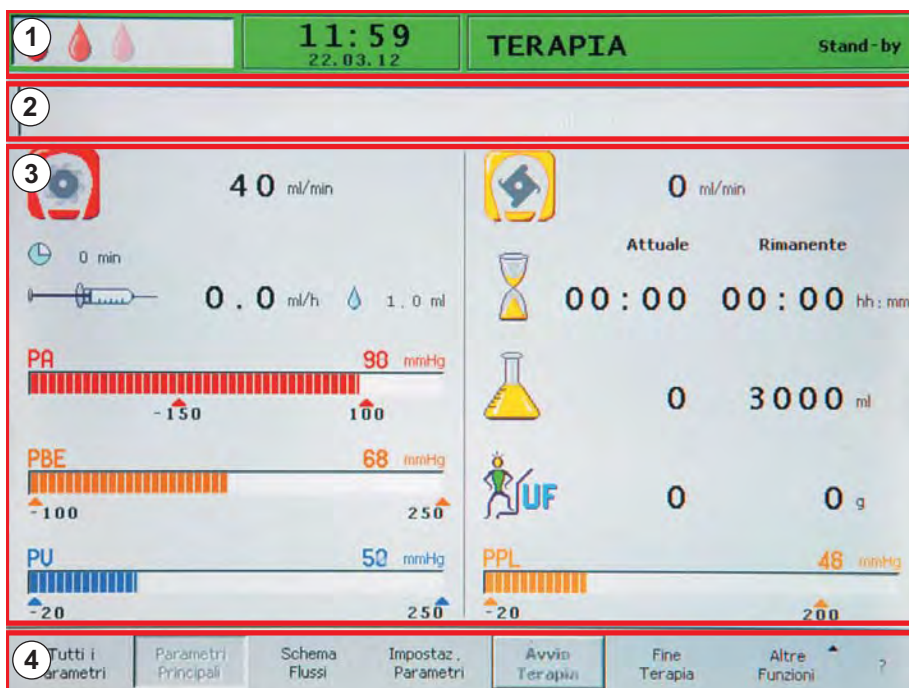 1
11:59
22.03.12
TERAPIA
Stand-by
2
3
40 ml/min
0 min
0.0 ml/h 1.0 ml
PA 98 mmHg
-150 100
PBE 68 mmHg
-100 250
PV 52 mmHg
-20 250
0 ml/min
Attuale Rimanente
00:00 00:00 hh:mm
0 3000 ml
UF 0 0 g
PPL 46 mmHg
-20 200
4
Tutti i
Parametri
Parametri
Principali
Schema
Flussi
Impostaz.
Parametri
Avvio
Terapia
Fine
Terapia
Altre
Funzioni
?